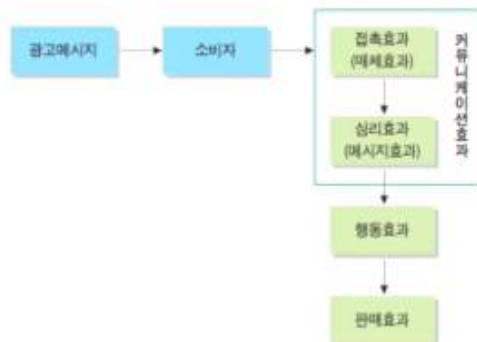 광고메시지
소비자
접촉효과
(매체효과)
심리효과
(메시지효과)
커뮤니케이션효과
행동효과
판매효과